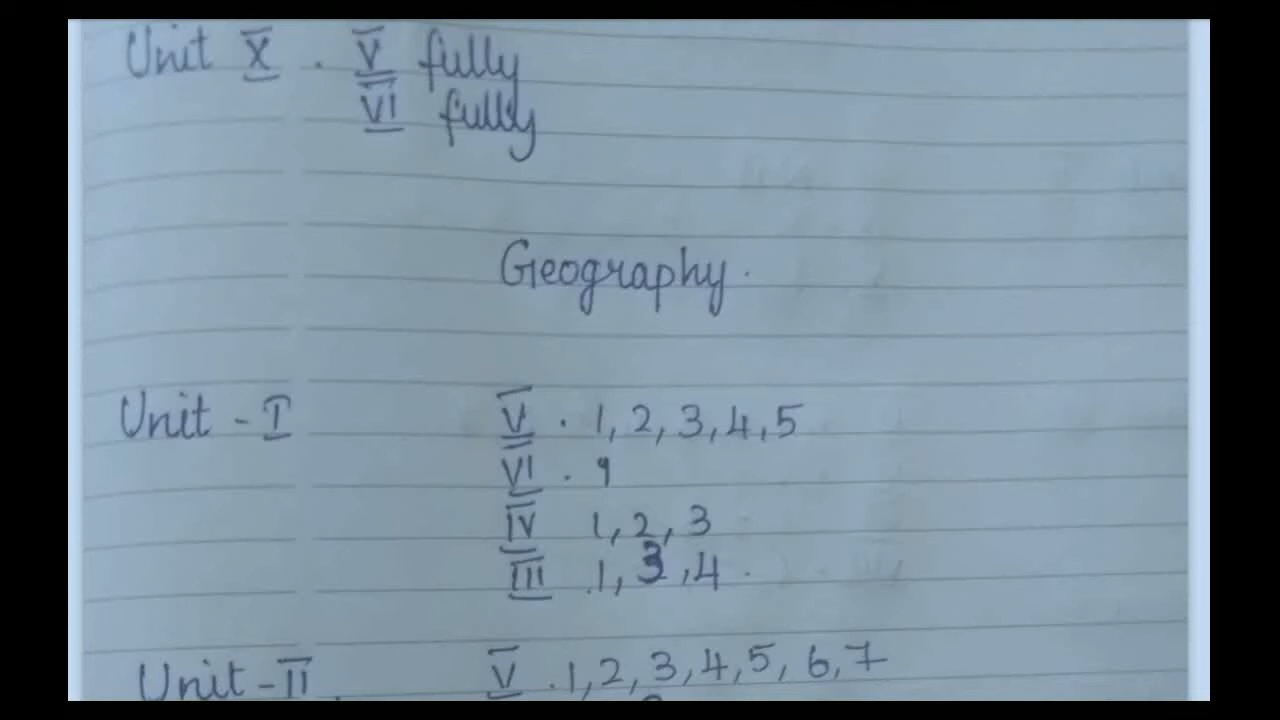 Unit X . V fully
VI fully
Geography.
Unit - I V . 1, 2, 3, 4, 5
VI . 9
IV 1, 2, 3
III .1, 3, 4 .
Unit - II . V . 1, 2, 3, 4, 5, 6, 7